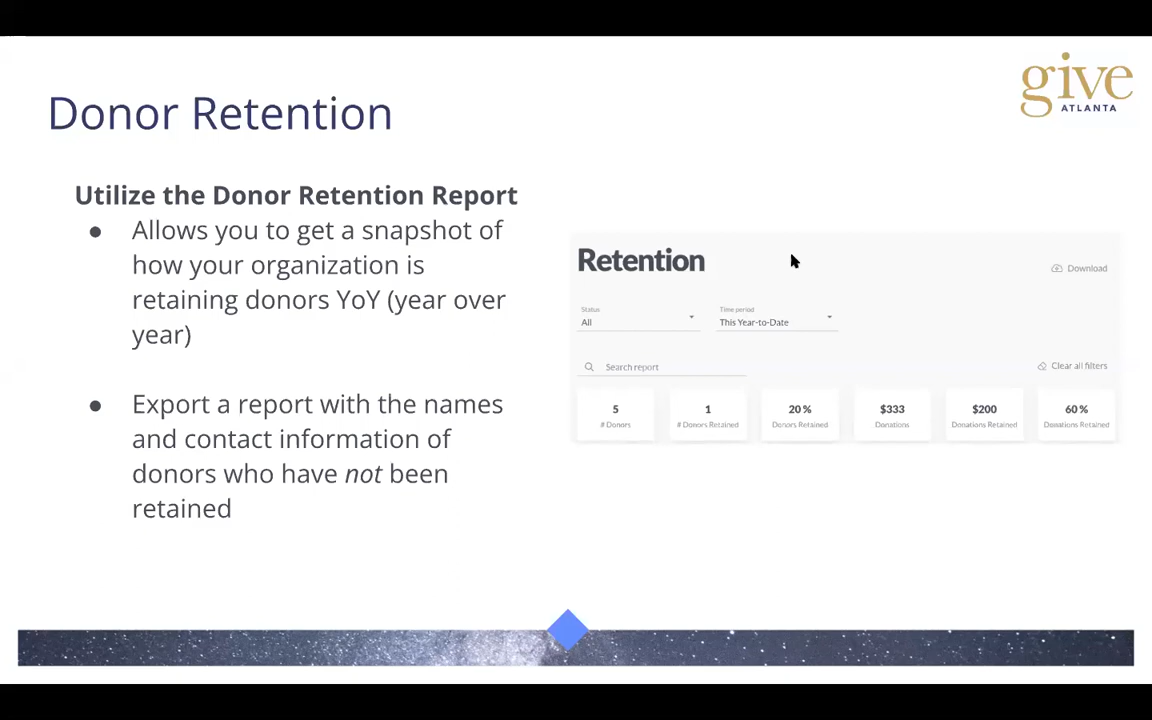 give
ATLANTA
Donor Retention
Utilize the Donor Retention Report
● Allows you to get a snapshot of
how your organization is
retaining donors YoY (year over
year)
● Export a report with the names
and contact information of
donors who have not been
retained
Retention
Download
Status
All
Time period
This Year-to-Date
Search report
Clear all filters
5
# Donors
1
# Donors Retained
20%
Donors Retained
$333
Donations
$200
Donations Retained
60%
Donations Retained